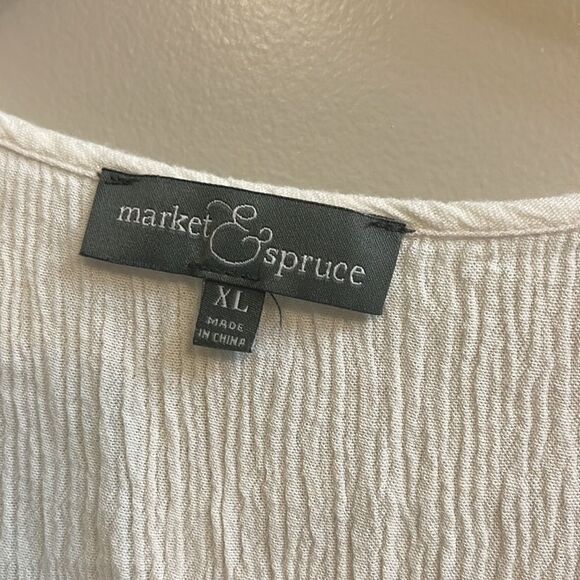 market & spruce
XL
MADE
IN CHINA